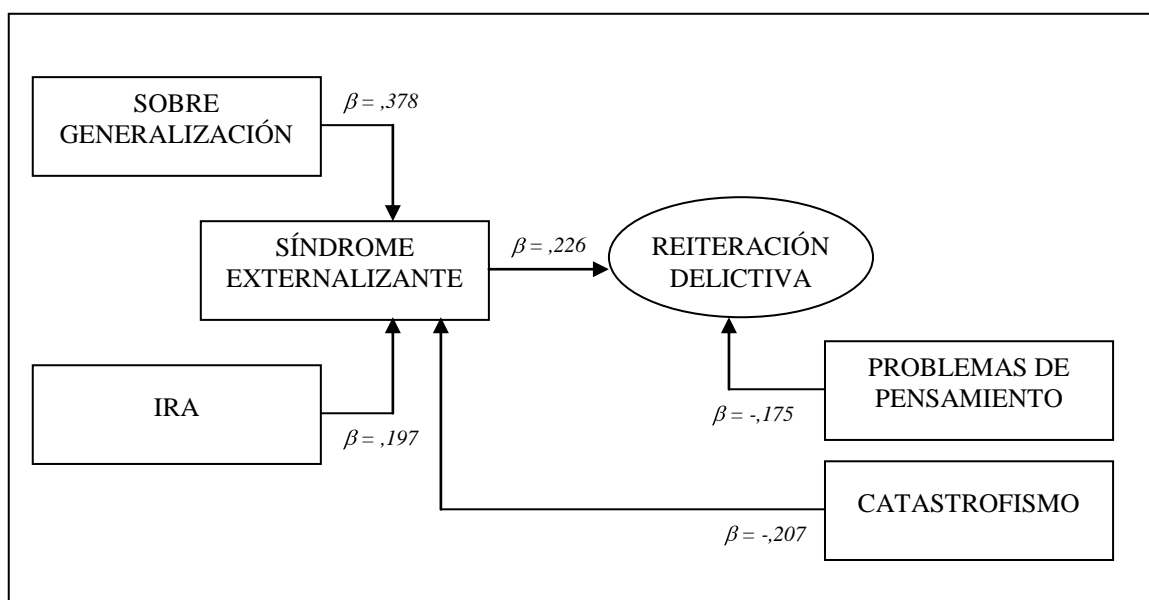 SOBRE
GENERALIZACIÓN
β = ,378
SÍNDROME
EXTERNALIZANTE
β = ,226
REITERACIÓN
DELICTIVA
IRA
β = ,197
PROBLEMAS DE
PENSAMIENTO
β = -,175
CATASTROFISMO
β = -,207